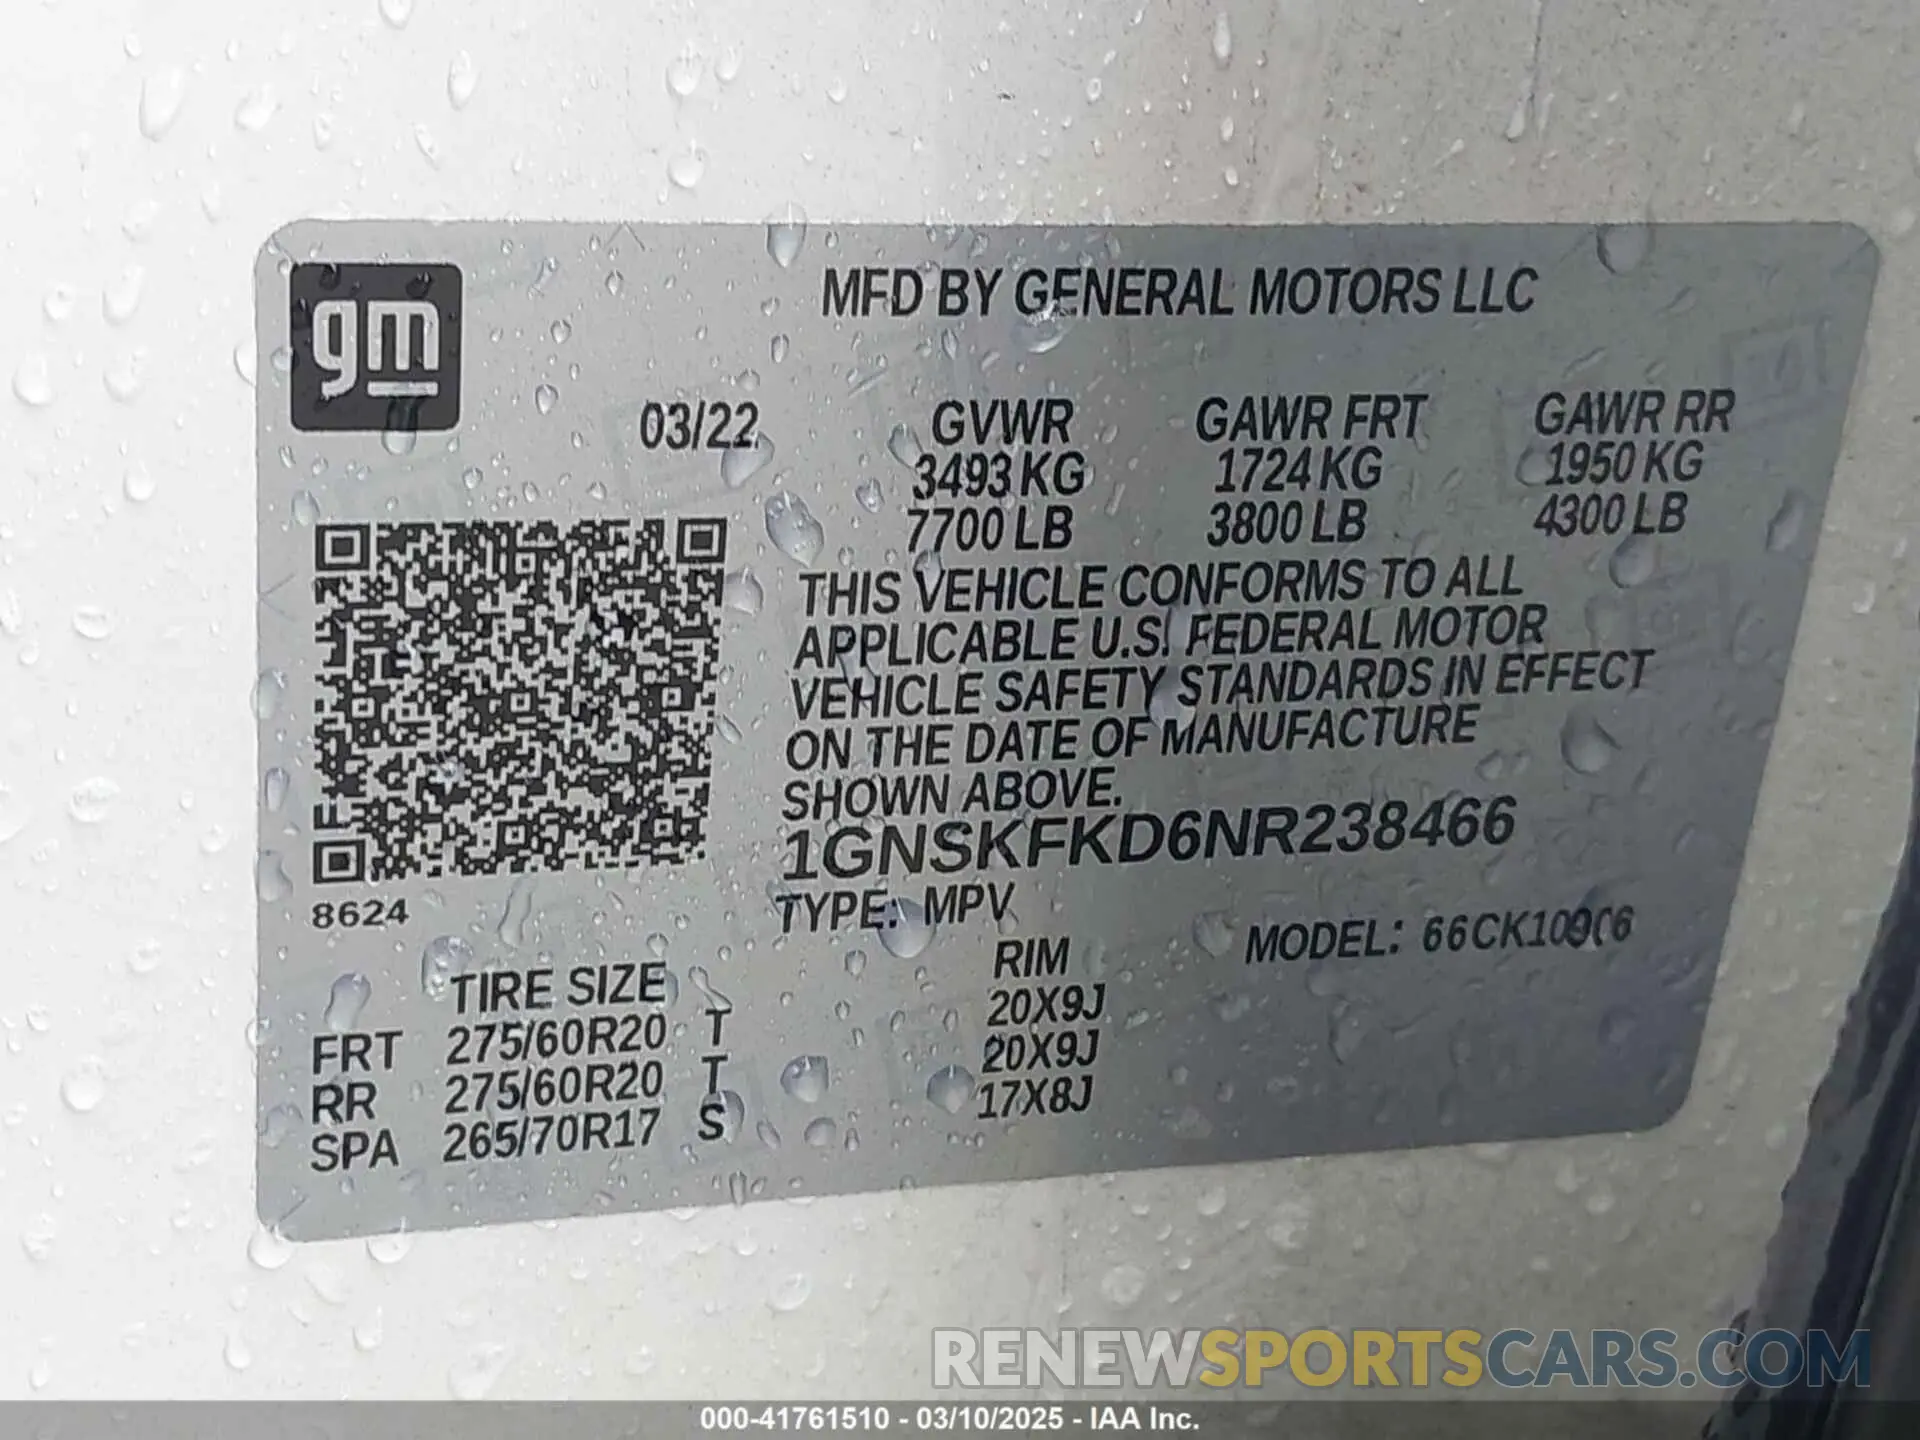 gm
MFD BY GENERAL MOTORS LLC
03/22 GVWR GAWR FRT GAWR RR
3493 KG 1724 KG 1950 KG
7700 LB 3800 LB 4300 LB
THIS VEHICLE CONFORMS TO ALL
APPLICABLE U.S. FEDERAL MOTOR
VEHICLE SAFETY STANDARDS IN EFFECT
ON THE DATE OF MANUFACTURE
SHOWN ABOVE.
1GNSKFKD6NR238466
8624
TYPE: MPV MODEL:
TIRE SIZE RIM
FRT 275/60R20 T 20X9J
RR 275/60R20 T 20X9J
SPA 265/70R17 S 17X8J
RENEWSPORTSCARS.COM
000-41761510 - 03/10/2025 - IAA Inc.